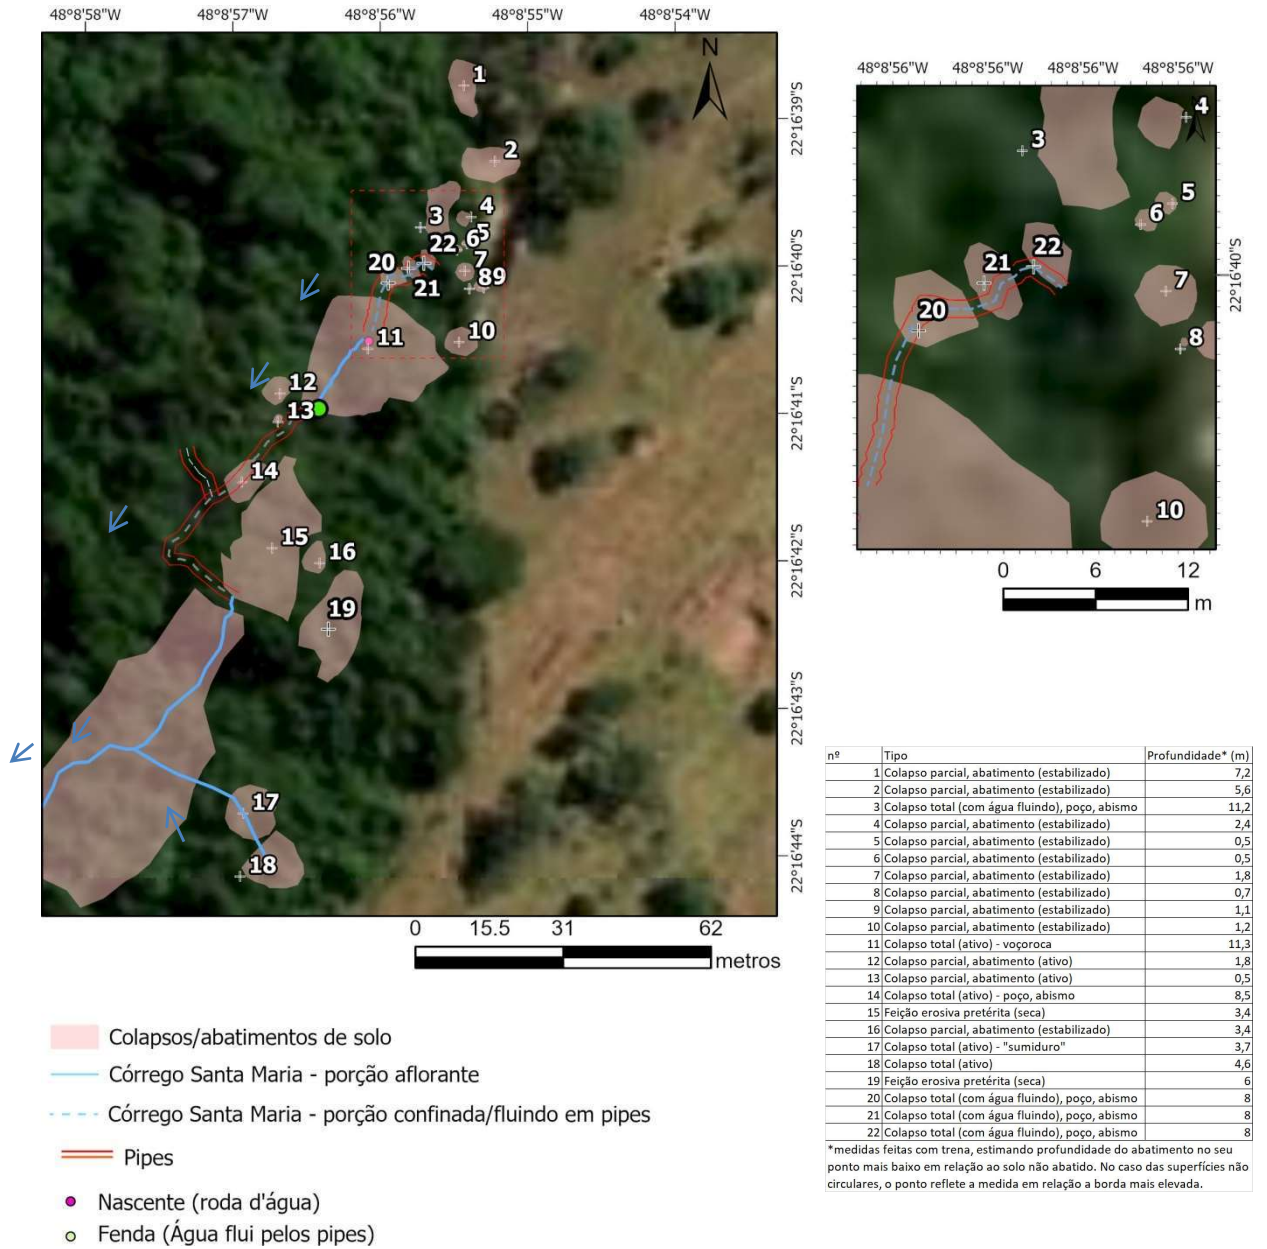 48°8'58"W 48°8'57"W 48°8'56"W 48°8'55"W 48°8'54"W
N
1
2
3
4
5
6
7
22
20
21
8
9
10
11
12
13
14
15
16
19
17
18
22°16'39"S
22°16'40"S
22°16'41"S
22°16'42"S
22°16'43"S
22°16'44"S
0 15.5 31 62
metros
48°8'56"W 48°8'56"W 48°8'56"W 48°8'56"W
4
3
5
6
22
21
7
20
8
10
22°16'40"S
0 6 12
m
nº Tipo Profundidade* (m)
1 Colapso parcial, abatimento (estabilizado) 7,2
2 Colapso parcial, abatimento (estabilizado) 5,6
3 Colapso total (com água fluindo), poço, abismo 11,2
4 Colapso parcial, abatimento (estabilizado) 2,4
5 Colapso parcial, abatimento (estabilizado) 0,5
6 Colapso parcial, abatimento (estabilizado) 0,5
7 Colapso parcial, abatimento (estabilizado) 1,8
8 Colapso parcial, abatimento (estabilizado) 0,7
9 Colapso parcial, abatimento (estabilizado) 1,1
10 Colapso parcial, abatimento (estabilizado) 1,2
11 Colapso total (ativo) - voçoroca 11,3
12 Colapso parcial, abatimento (ativo) 1,8
13 Colapso parcial, abatimento (ativo) 0,5
14 Colapso total (ativo) - poço, abismo 8,5
15 Feição erosiva pretérita (seca) 3,4
16 Colapso parcial, abatimento (estabilizado) 3,4
17 Colapso total (ativo) - "sumiduro" 3,7
18 Colapso total (ativo) 4,6
19 Feição erosiva pretérita (seca) 6
20 Colapso total (com água fluindo), poço, abismo 8
21 Colapso total (com água fluindo), poço, abismo 8
22 Colapso total (com água fluindo), poço, abismo 8
*medidas feitas com trena, estimando profundidade do abatimento no seu
ponto mais baixo em relação ao solo não abatido. No caso das superfícies não
circulares, o ponto reflete a medida em relação a borda mais elevada.
Colapsos/abatimentos de solo
Córrego Santa Maria - porção aflorante
Córrego Santa Maria - porção confinada/fluindo em pipes
Pipes
Nascente (roda d'água)
Fenda (Água flui pelos pipes)